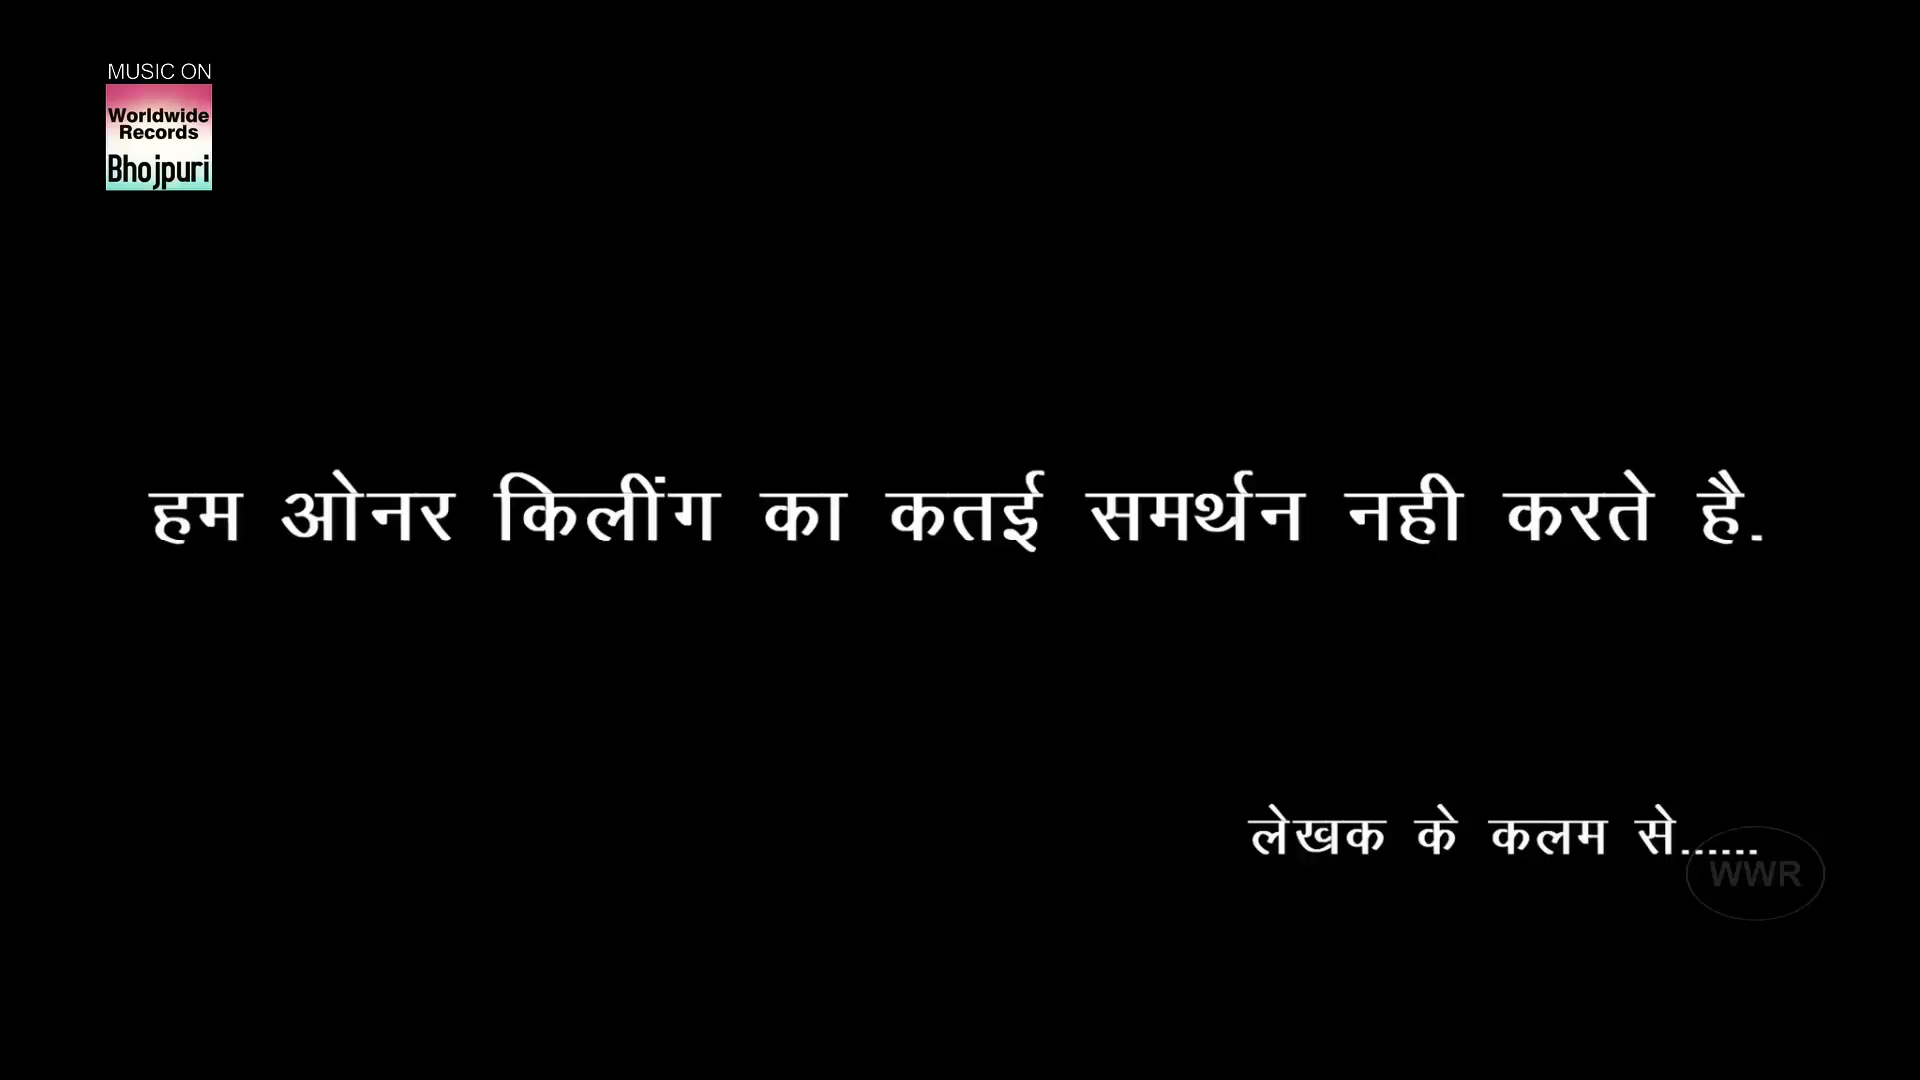 MUSIC ON
Worldwide
Records
Bhojpuri
हम ओनर किलींग का कतई समर्थन नही करते है.
लेखक के कलम से......
WWR